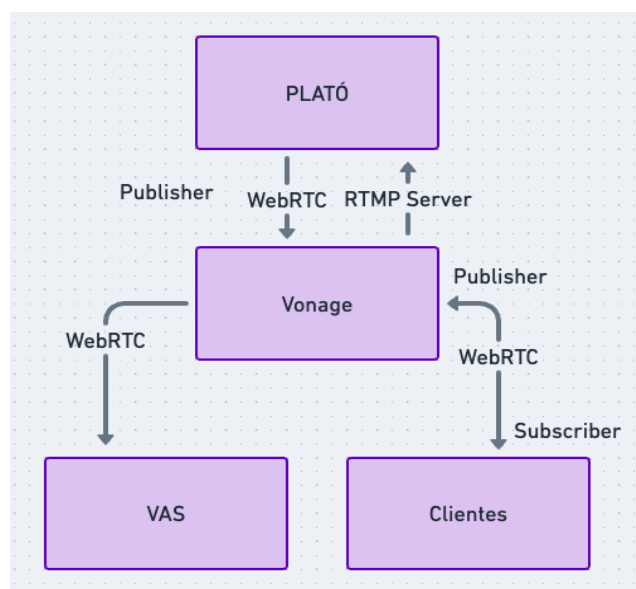 PLATÓ
Publisher
WebRTC
RTMP Server
Vonage
Publisher
WebRTC
WebRTC
Subscriber
VAS
Clientes